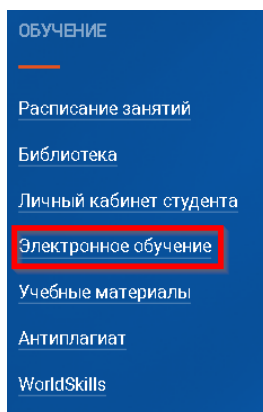 ОБУЧЕНИЕ
Расписание занятий
Библиотека
Личный кабинет студента
Электронное обучение
Учебные материалы
Антиплагиат
WorldSkills